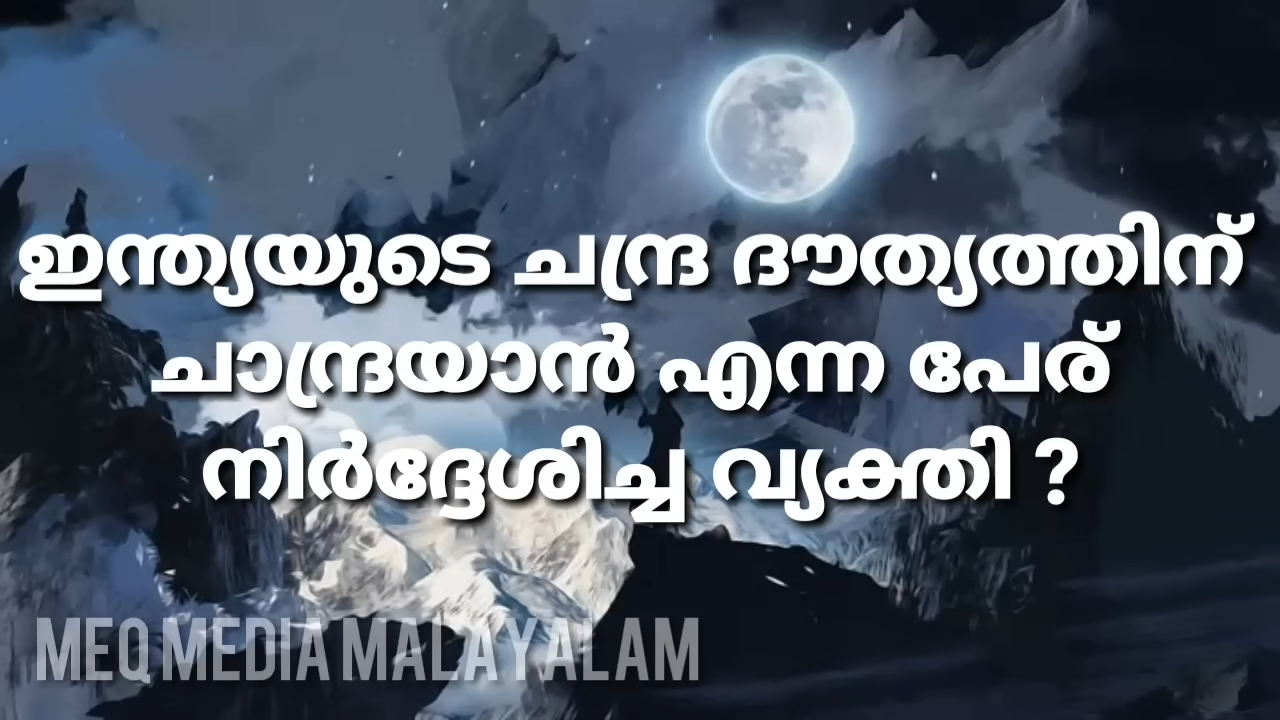 ഇന്ത്യയുടെ ചന്ദ്ര ദൗത്യത്തിന്
ചാന്ദ്രയാൻ എന്ന പേര്
നിർദ്ദേശിച്ച വ്യക്തി ?
MEQ MEDIA MALAYALAM